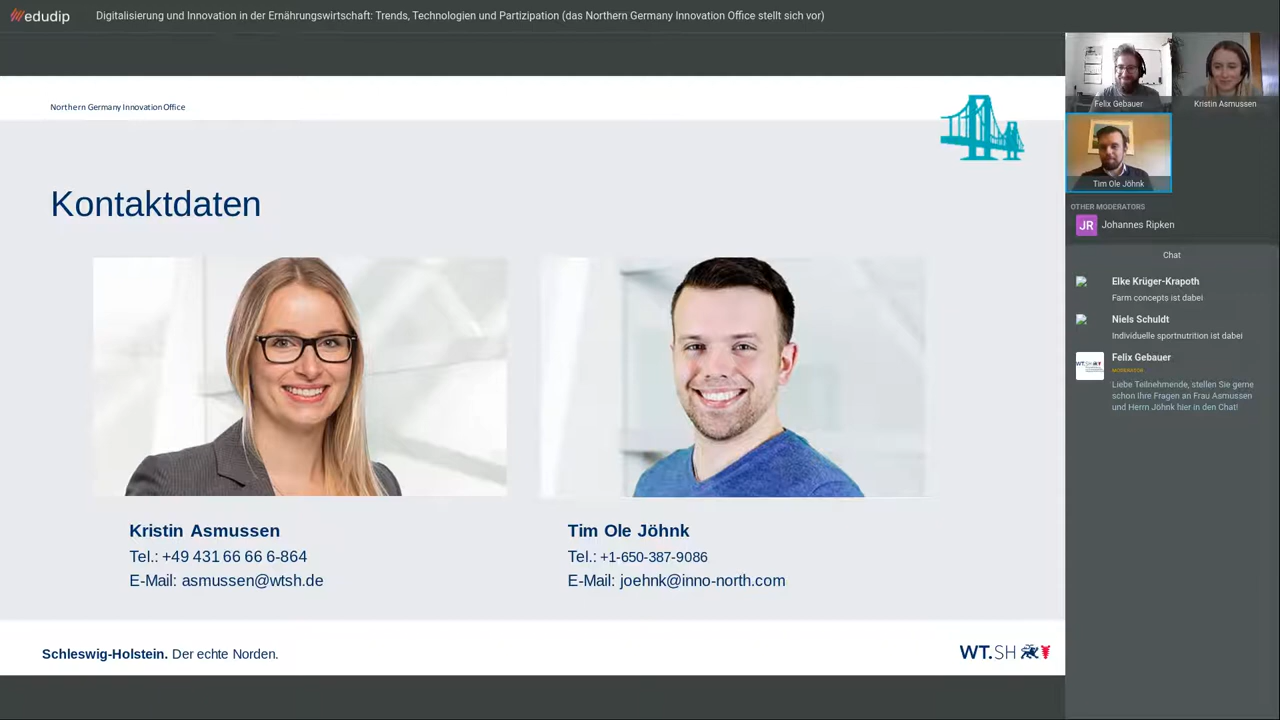 edudip
Digitalisierung und Innovation in der Ernährungswirtschaft: Trends, Technologien und Partizipation (das Northern Germany Innovation Office stellt sich vor)
Northern Germany Innovation Office
Kontaktdaten
Kristin Asmussen
Tel.: +49 431 66 66 6-864
E-Mail: asmussen@wtsh.de
Tim Ole Jöhnk
Tel.: +1-650-387-9086
E-Mail: joehnk@inno-north.com
Schleswig-Holstein. Der echte Norden.
WT.SH
Felix Gebauer
Kristin Asmussen
Tim Ole Jöhnk
OTHER MODERATORS
JR
Johannes Ripken
Chat
Elke Krüger-Krapoth
Farm concepts ist dabei
Niels Schuldt
Individuelle sportnutrition ist dabei
WT.SH
Felix Gebauer
MODERATOR
Liebe Teilnehmende, stellen Sie gerne
schon Ihre Fragen an Frau Asmussen
und Herrn Jöhnk hier in den Chat!